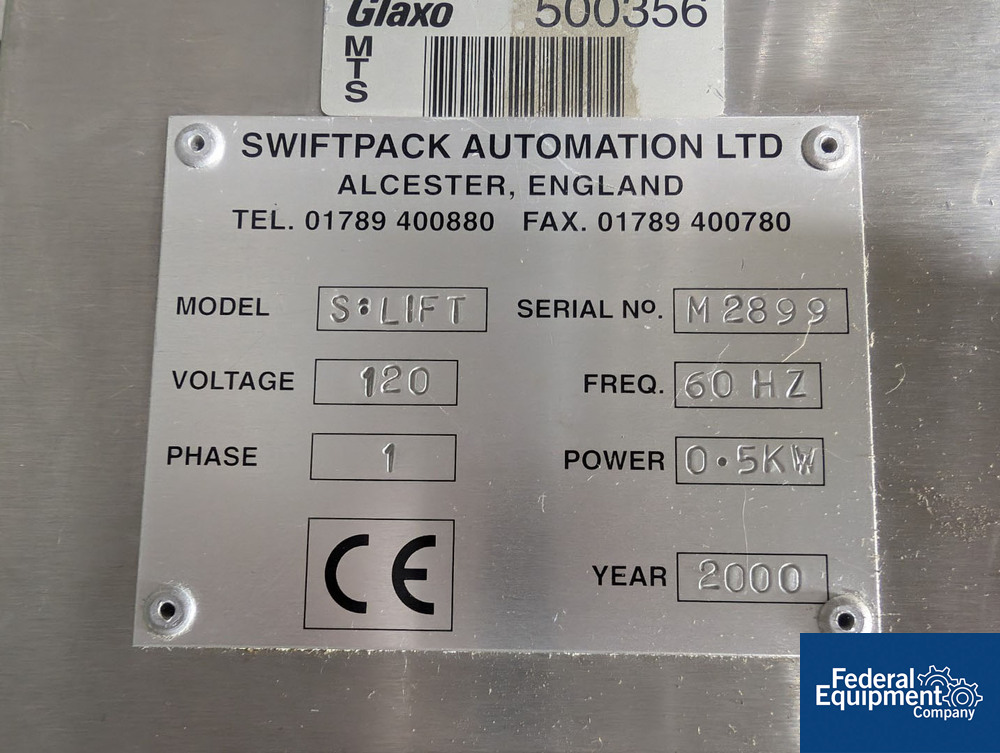 Glaxo 500356
MTS
SWIFTPACK AUTOMATION LTD
ALCESTER, ENGLAND
TEL. 01789 400880 FAX. 01789 400780
MODEL S:LIFT SERIAL No. M2899
VOLTAGE 120 FREQ. 60 HZ
PHASE 1 POWER 0.5KW
CE YEAR 2000
Federal
Equipment
Company